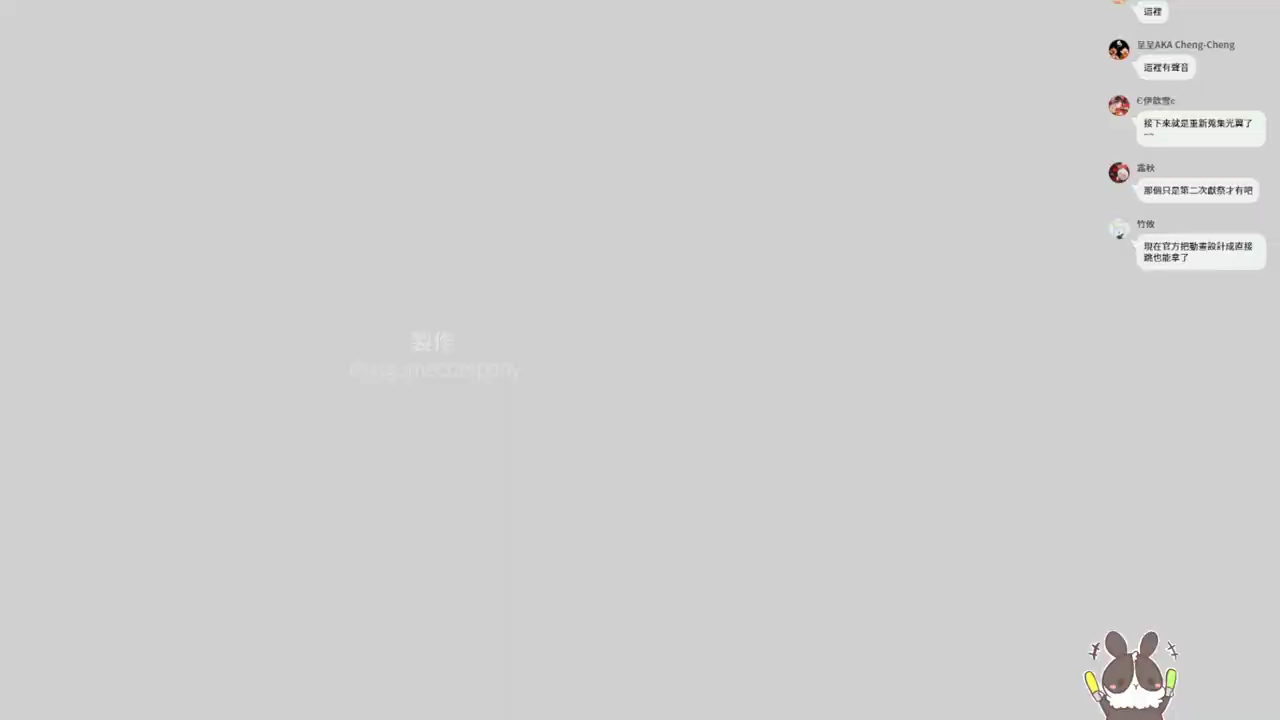 製作
thatgamecompany
這裡
呈呈AKA Cheng-Cheng
這裡有聲音
接下來就是重新蒐集光翼了
~~
那個只是第二次獻祭才有吧
竹攸
現在官方把動畫設計成直接
跳也能拿了